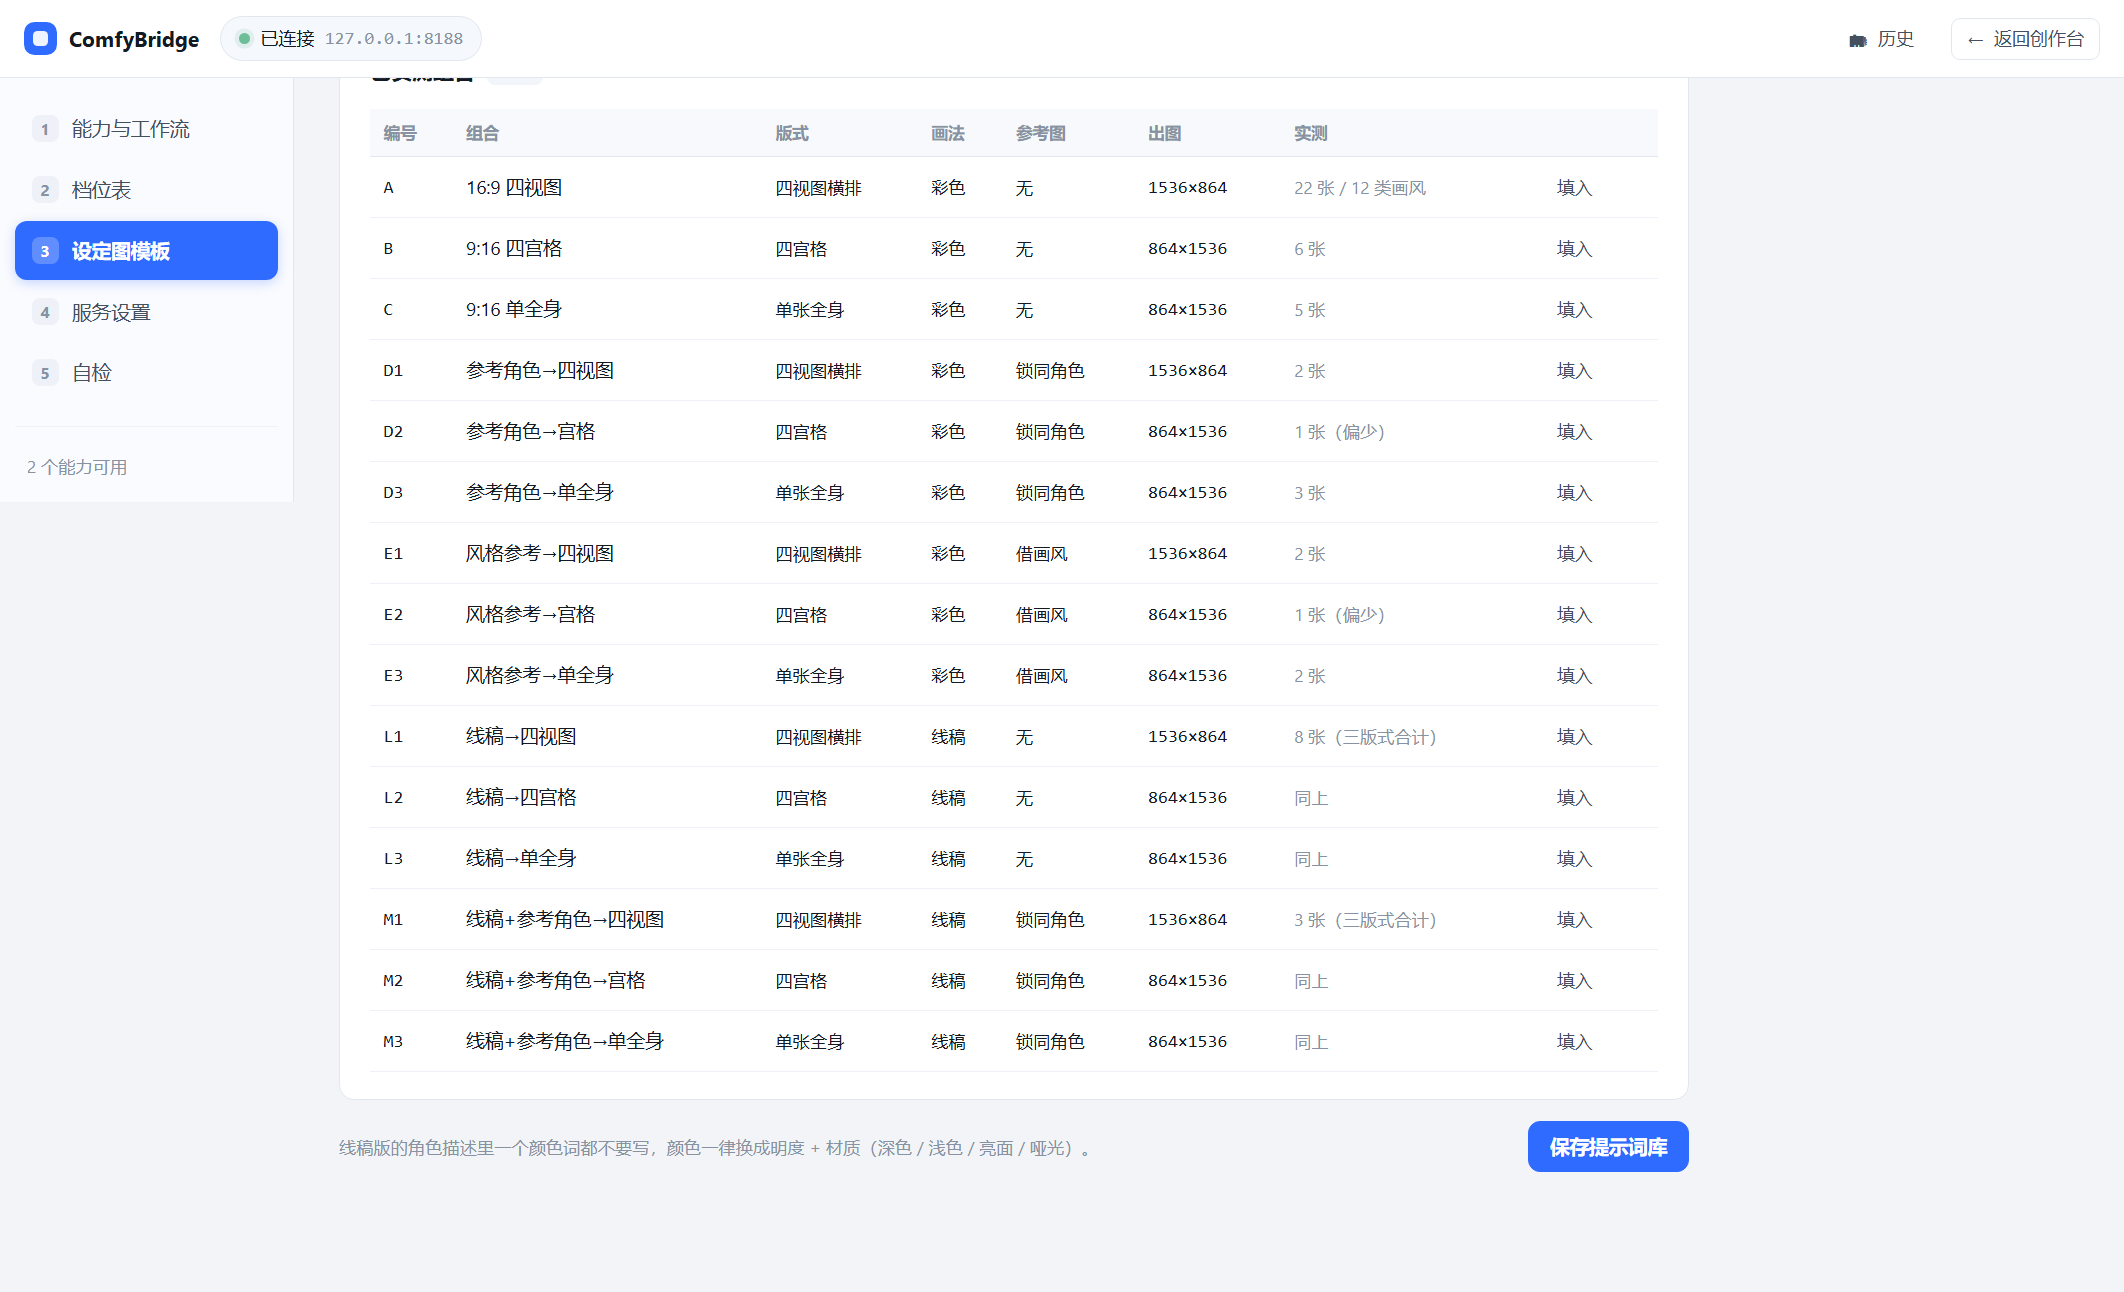 ComfyBridge 已连接 127.0.0.1:8188 历史 ← 返回创作台
1 能力与工作流
2 档位表
3 设定图模板
4 服务设置
5 自检
2 个能力可用
编号 组合 版式 画法 参考图 出图 实测
A 16:9 四视图 四视图横排 彩色 无 1536×864 22 张 / 12 类画风 填入
B 9:16 四宫格 四宫格 彩色 无 864×1536 6 张 填入
C 9:16 单全身 单张全身 彩色 无 864×1536 5 张 填入
D1 参考角色→四视图 四视图横排 彩色 锁同角色 1536×864 2 张 填入
D2 参考角色→宫格 四宫格 彩色 锁同角色 864×1536 1 张（偏少） 填入
D3 参考角色→单全身 单张全身 彩色 锁同角色 864×1536 3 张 填入
E1 风格参考→四视图 四视图横排 彩色 借画风 1536×864 2 张 填入
E2 风格参考→宫格 四宫格 彩色 借画风 864×1536 1 张（偏少） 填入
E3 风格参考→单全身 单张全身 彩色 借画风 864×1536 2 张 填入
L1 线稿→四视图 四视图横排 线稿 无 1536×864 8 张（三版式合计） 填入
L2 线稿→四宫格 四宫格 线稿 无 864×1536 同上 填入
L3 线稿→单全身 单张全身 线稿 无 864×1536 同上 填入
M1 线稿+参考角色→四视图 四视图横排 线稿 锁同角色 1536×864 3 张（三版式合计） 填入
M2 线稿+参考角色→宫格 四宫格 线稿 锁同角色 864×1536 同上 填入
M3 线稿+参考角色→单全身 单张全身 线稿 锁同角色 864×1536 同上 填入
线稿版的角色描述里一个颜色词都不要写，颜色一律换成明度 + 材质（深色 / 浅色 / 亮面 / 哑光）。
保存提示词库